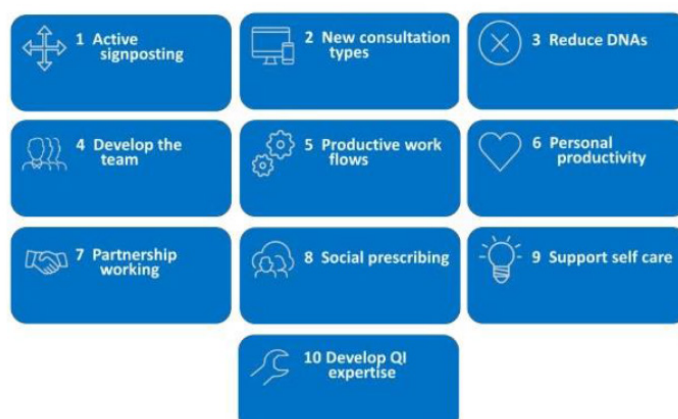 1 Active
signposting
2 New consultation
types
3 Reduce DNAs
4 Develop the
team
5 Productive work
flows
6 Personal
productivity
7 Partnership
working
8 Social prescribing
9 Support self care
10 Develop QI
expertise